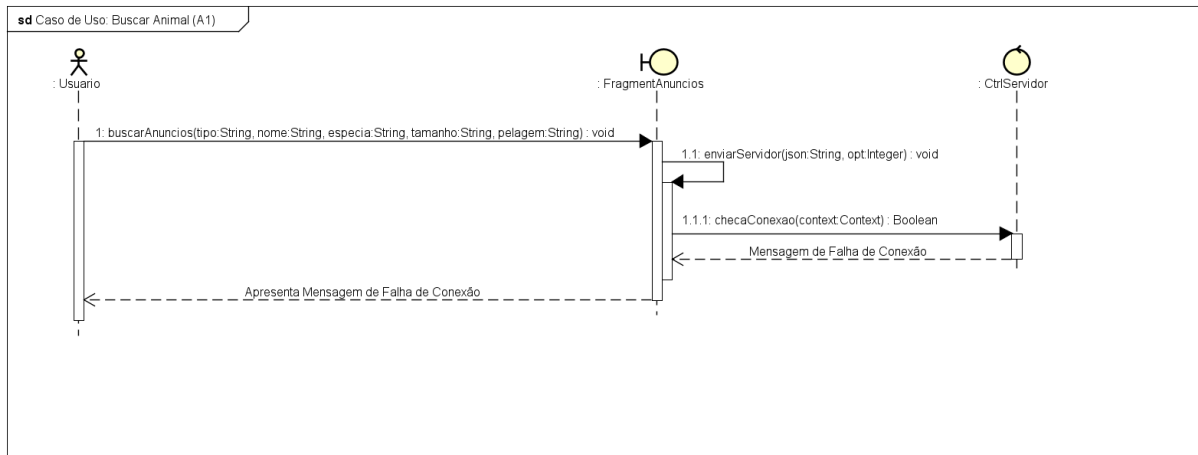 sd Caso de Uso: Buscar Animal (A1)
: Usuario
: FragmentAnuncios
: CtrlServidor
1: buscarAnuncios(tipo:String, nome:String, especia:String, tamanho:String, pelagem:String) : void
1.1: enviarServidor(json:String, opt:Integer) : void
1.1.1: checaConexao(context:Context) : Boolean
Mensagem de Falha de Conexão
Apresenta Mensagem de Falha de Conexão